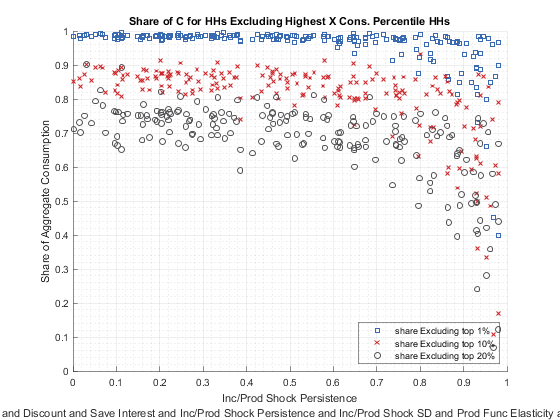 Share of C for HHs Excluding Highest X Cons. Percentile HHs
Share of Aggregate Consumption
1
0.9
0.8
0.7
0.6
0.5
0.4
0.3
0.2
0.1
0
share Excluding top 1%
share Excluding top 10%
share Excluding top 20%
0 0.1 0.2 0.3 0.4 0.5 0.6 0.7 0.8 0.9 1
Inc/Prod Shock Persistence
and Discount and Save Interest and Inc/Prod Shock Persistence and Inc/Prod Shock SD and Prod Func Elasticity a